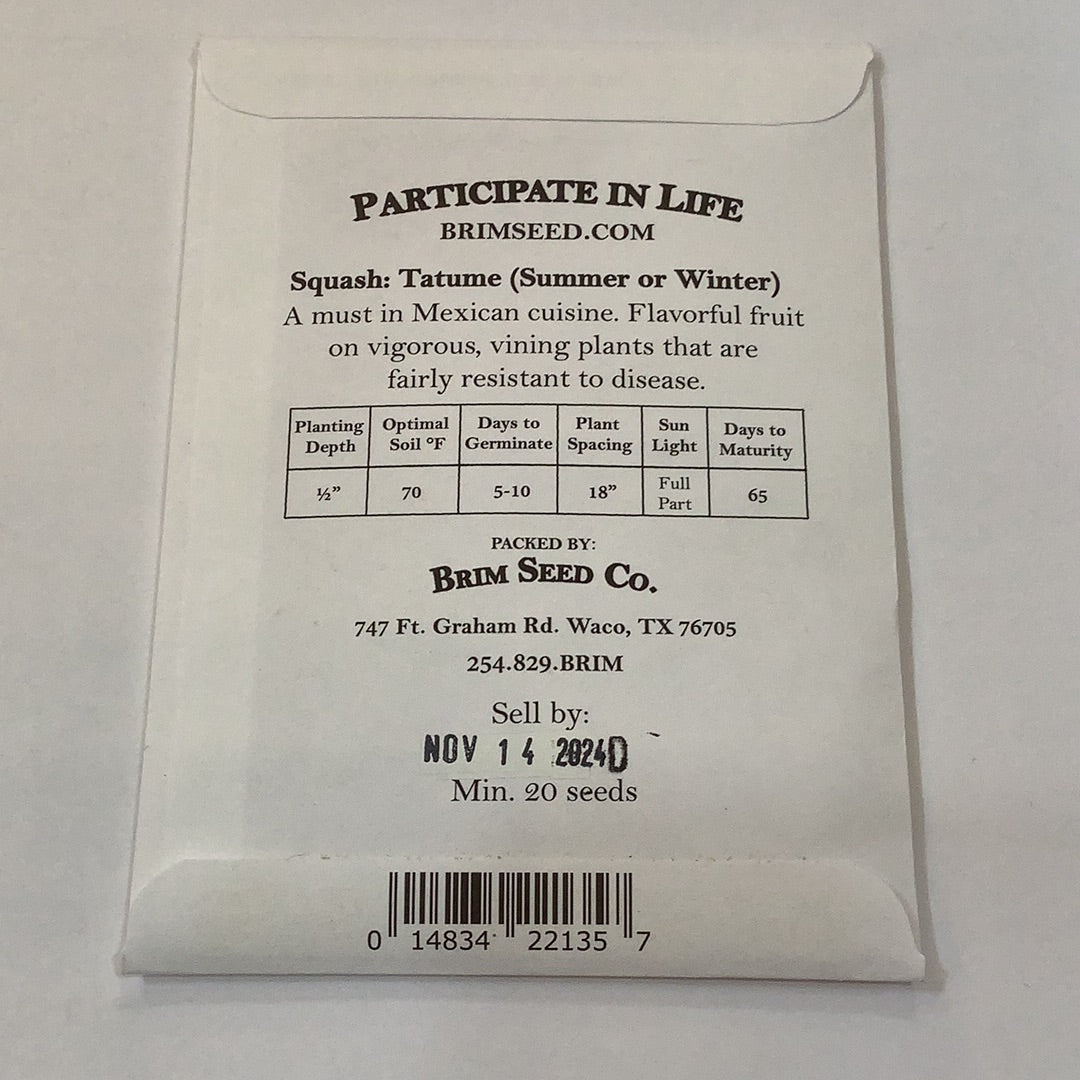 PARTICIPATE IN LIFE
BRIMSEED.COM
Squash: Tatume (Summer or Winter)
A must in Mexican cuisine. Flavorful fruit
on vigorous, vining plants that are
fairly resistant to disease.
Planting Depth Optimal Soil °F Days to Germinate Plant Spacing Sun Light Days to Maturity
½” 70 5-10 18” Full Part 65
PACKED BY:
BRIM SEED CO.
747 Ft. Graham Rd. Waco, TX 76705
254.829.BRIM
Sell by:
NOV 14 2024D
Min. 20 seeds
0 14834 22135 7